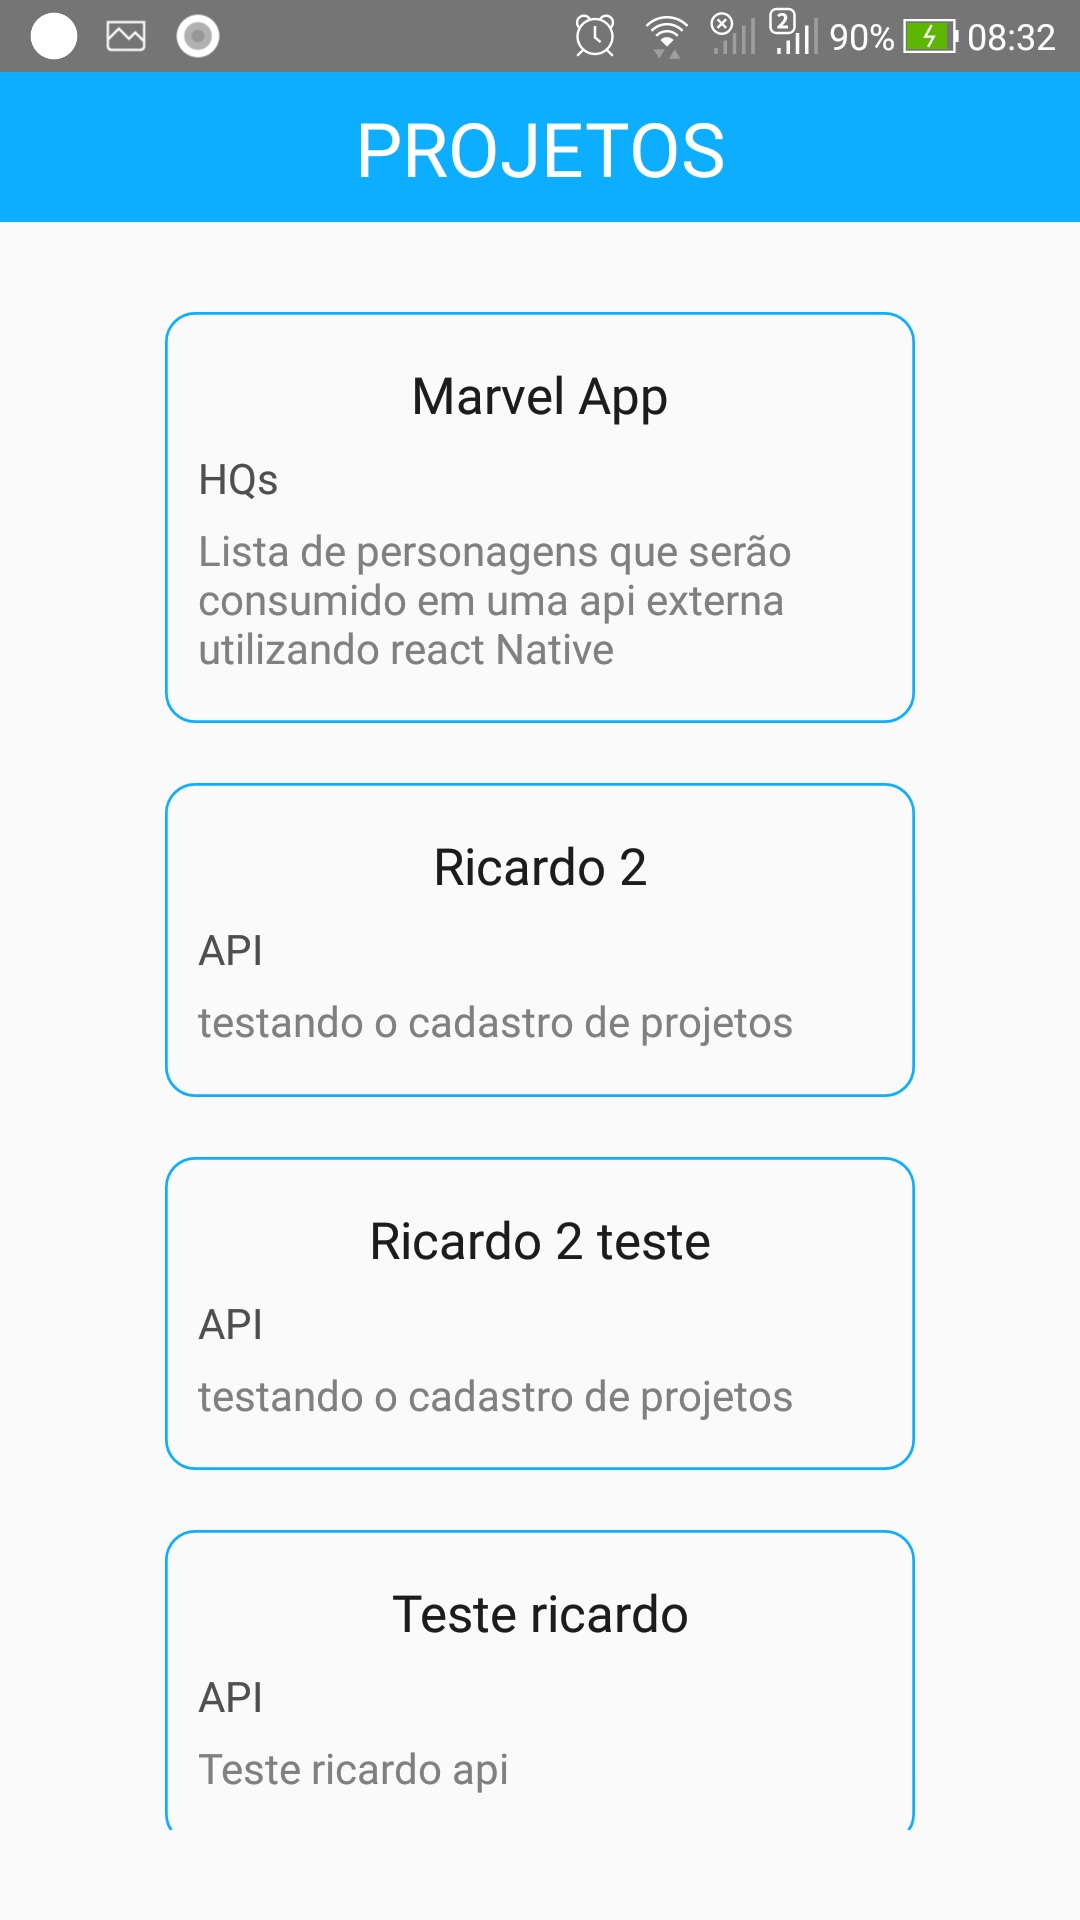 2 90% 08:32
PROJETOS
Marvel App
HQs
Lista de personagens que serão
consumido em uma api externa
utilizando react Native
Ricardo 2
API
testando o cadastro de projetos
Ricardo 2 teste
API
testando o cadastro de projetos
Teste ricardo
API
Teste ricardo api